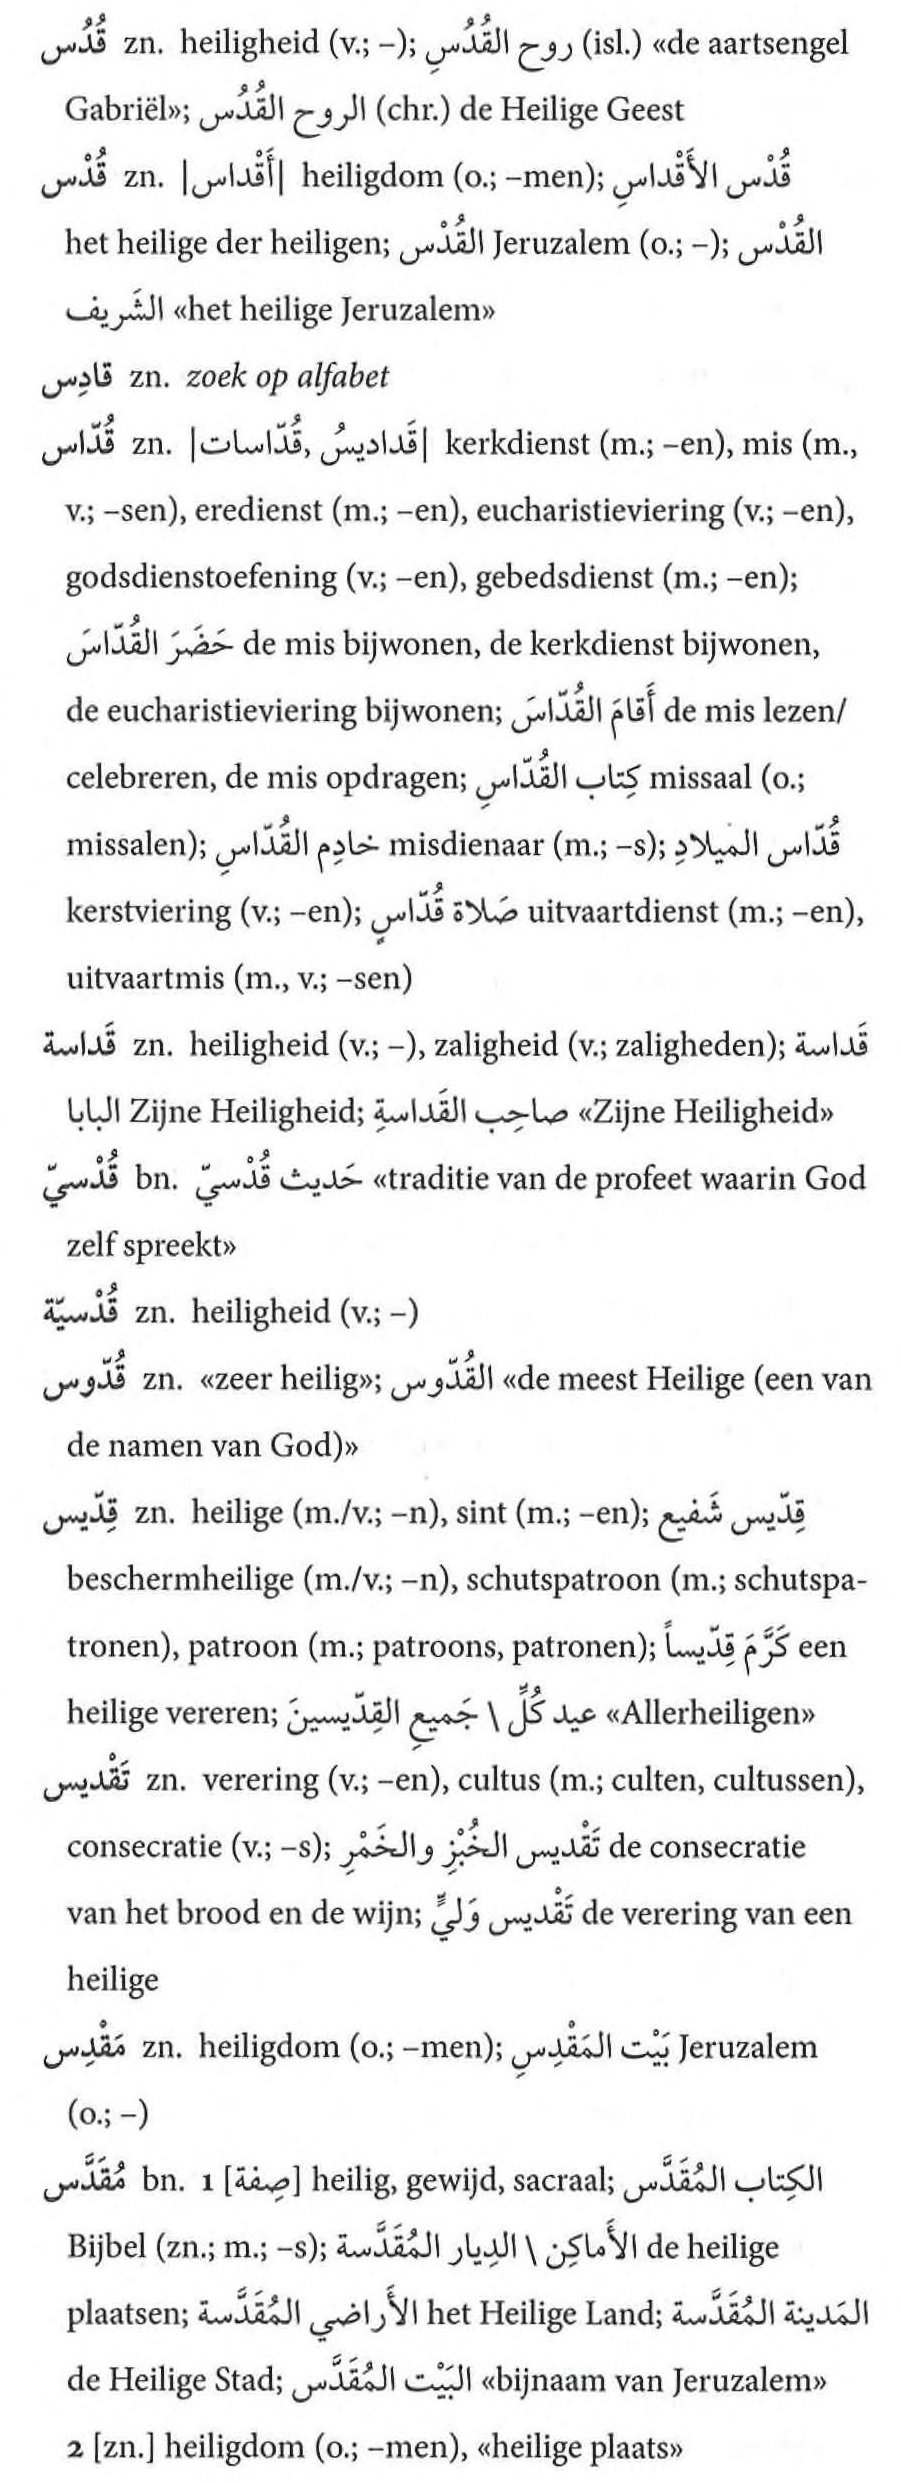 قُدُس zn. heiligheid (v.; –); روح القُدُسِ (isl.) «de aartsengel
Gabriël»; الروح القُدُس (chr.) de Heilige Geest
قُدْس zn. |أَقْداس| heiligdom (o.; –men); قُدْس الأَقْداسِ
het heilige der heiligen; القُدْس Jeruzalem (o.; –); القُدْس
الشَريف «het heilige Jeruzalem»
قادِس zn. zoek op alfabet
قُدّاس zn. |قَداديسُ, قُدّاسات| kerkdienst (m.; –en), mis (m.,
v.; –sen), eredienst (m.; –en), eucharistieviering (v.; –en),
godsdienstoefening (v.; –en), gebedsdienst (m.; –en);
حَضَرَ القُدّاسَ de mis bijwonen, de kerkdienst bijwonen,
de eucharistieviering bijwonen; أَقامَ القُدّاسَ de mis lezen/
celebreren, de mis opdragen; كِتاب القُدّاسِ missaal (o.;
missalen); خادِم القُدّاسِ misdienaar (m.; –s); قُدّاس الميلادِ
kerstviering (v.; –en); صَلاة قُدّاسٍ uitvaartdienst (m.; –en),
uitvaartmis (m., v.; –sen)
قَداسة zn. heiligheid (v.; –), zaligheid (v.; zaligheden); قَداسة
البابا Zijne Heiligheid; صاحِب القَداسةِ «Zijne Heiligheid»
قُدْسيّ bn. حَديث قُدْسيّ «traditie van de profeet waarin God
zelf spreekt»
قُدْسيّة zn. heiligheid (v.; –)
قُدّوس zn. «zeer heilig»; القُدّوس «de meest Heilige (een van
de namen van God)»
قِدّيس zn. heilige (m./v.; –n), sint (m.; –en); قِدّيس شَفيع
beschermheilige (m./v.; –n), schutspatroon (m.; schutspa-
tronen), patroon (m.; patroons, patronen); كَرَّمَ قِدّيساً een
heilige vereren; عيد كُلِّ \ جَميعِ القِدّيسينَ «Allerheiligen»
تَقْديس zn. verering (v.; –en), cultus (m.; culten, cultussen),
consecratie (v.; –s); تَقْديس الخُبْزِ والخَمْرِ de consecratie
van het brood en de wijn; تَقْديس وَليٍّ de verering van een
heilige
مَقْدِس zn. heiligdom (o.; –men); بَيْت المَقْدِسِ Jeruzalem
(o.; –)
مُقَدَّس bn. 1 [صِفة] heilig, gewijd, sacraal; الكِتاب المُقَدَّس
Bijbel (zn.; m.; –s); الأَماكِن \ الدِيار المُقَدَّسة de heilige
plaatsen; الأَراضي المُقَدَّسة het Heilige Land; المَدينة المُقَدَّسة
de Heilige Stad; البَيْت المُقَدَّس «bijnaam van Jeruzalem»
2 [zn.] heiligdom (o.; –men), «heilige plaats»